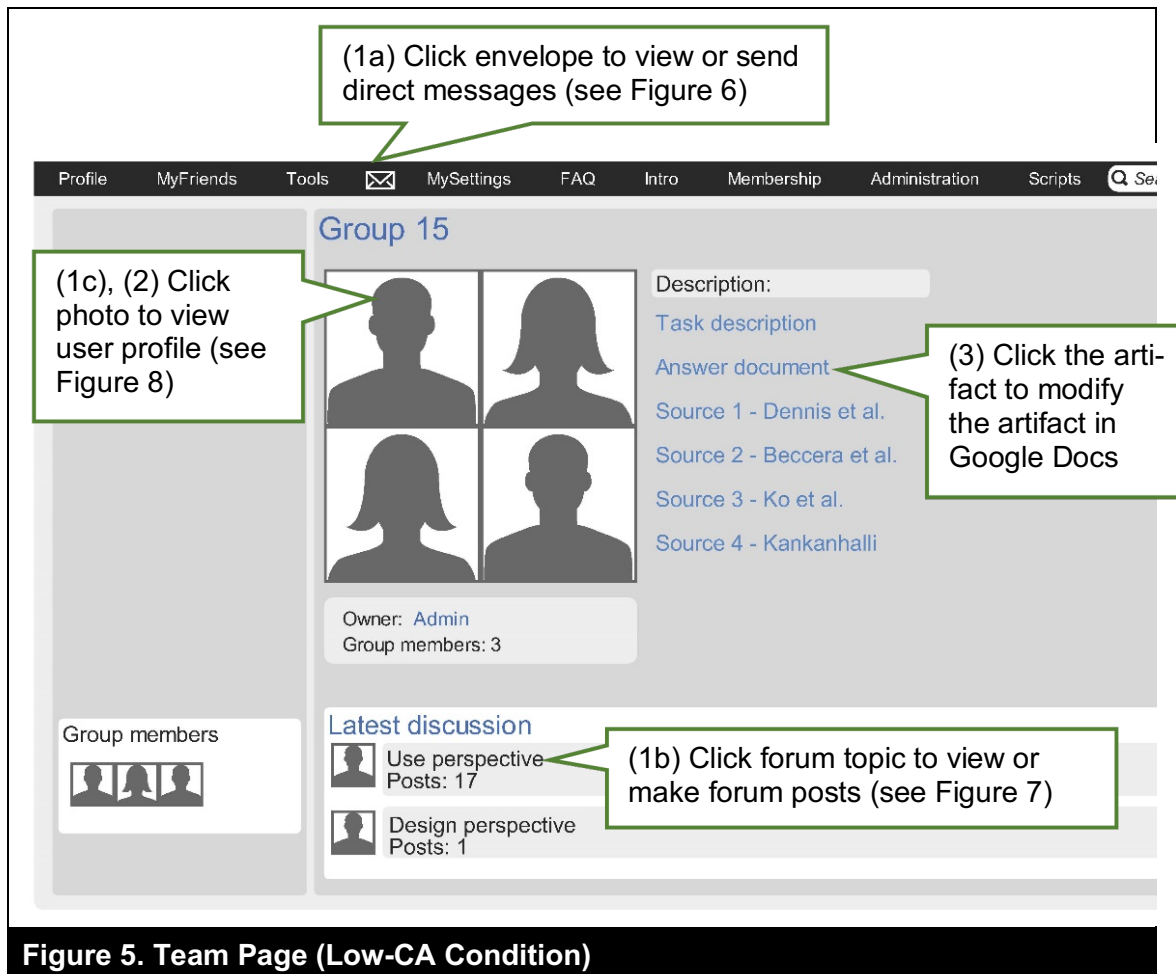 (1a) Click envelope to view or send
direct messages (see Figure 6)
Profile MyFriends Tools MySettings FAQ Intro Membership Administration Scripts Sea
Group 15
(1c), (2) Click
photo to view
user profile (see
Figure 8)
Description:
Task description
Answer document
Source 1 - Dennis et al.
Source 2 - Beccera et al.
Source 3 - Ko et al.
Source 4 - Kankanhalli
(3) Click the arti-
fact to modify
the artifact in
Google Docs
Owner: Admin
Group members: 3
Group members
Latest discussion
Use perspective
Posts: 17
(1b) Click forum topic to view or
make forum posts (see Figure 7)
Design perspective
Posts: 1
Figure 5. Team Page (Low-CA Condition)